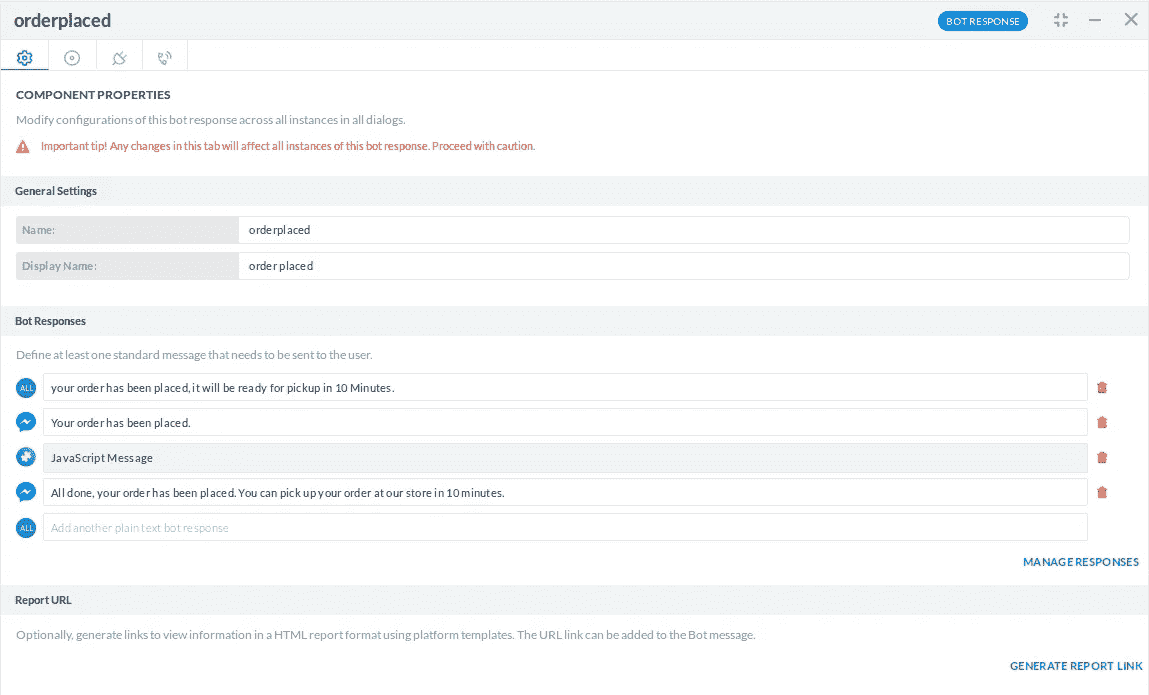 orderplaced
BOT RESPONSE
COMPONENT PROPERTIES
Modify configurations of this bot response across all instances in all dialogs.
Important tip! Any changes in this tab will affect all instances of this bot response. Proceed with caution.
General Settings
Name: orderplaced
Display Name: order placed
Bot Responses
Define at least one standard message that needs to be sent to the user.
ALL your order has been placed, it will be ready for pickup in 10 Minutes.
Your order has been placed.
JavaScript Message
All done, your order has been placed. You can pick up your order at our store in 10 minutes.
ALL Add another plain text bot response
MANAGE RESPONSES
Report URL
Optionally, generate links to view information in a HTML report format using platform templates. The URL link can be added to the Bot message.
GENERATE REPORT LINK